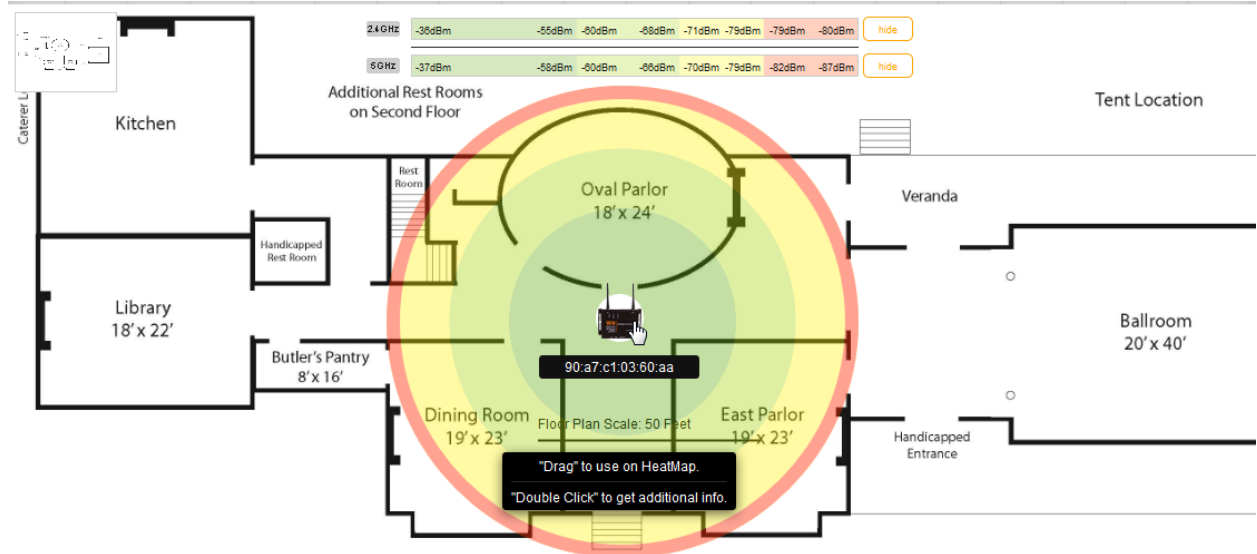 2.4GHz -36dBm -55dBm -60dBm -68dBm -71dBm -79dBm -79dBm -80dBm hide
5GHz -37dBm -58dBm -60dBm -66dBm -70dBm -79dBm -82dBm -87dBm hide
Additional Rest Rooms
on Second Floor
Tent Location
Caterer
Kitchen
Rest
Room
Oval Parlor
18' x 24'
Veranda
Handicapped
Rest Room
Library
18' x 22'
Ballroom
20' x 40'
Butler's Pantry
8' x 16'
90:a7:c1:03:60:aa
Dining Room
19' x 23'
Floor Plan Scale: 50 Feet
East Parlor
19' x 23'
Handicapped
Entrance
"Drag" to use on HeatMap.
"Double Click" to get additional info.